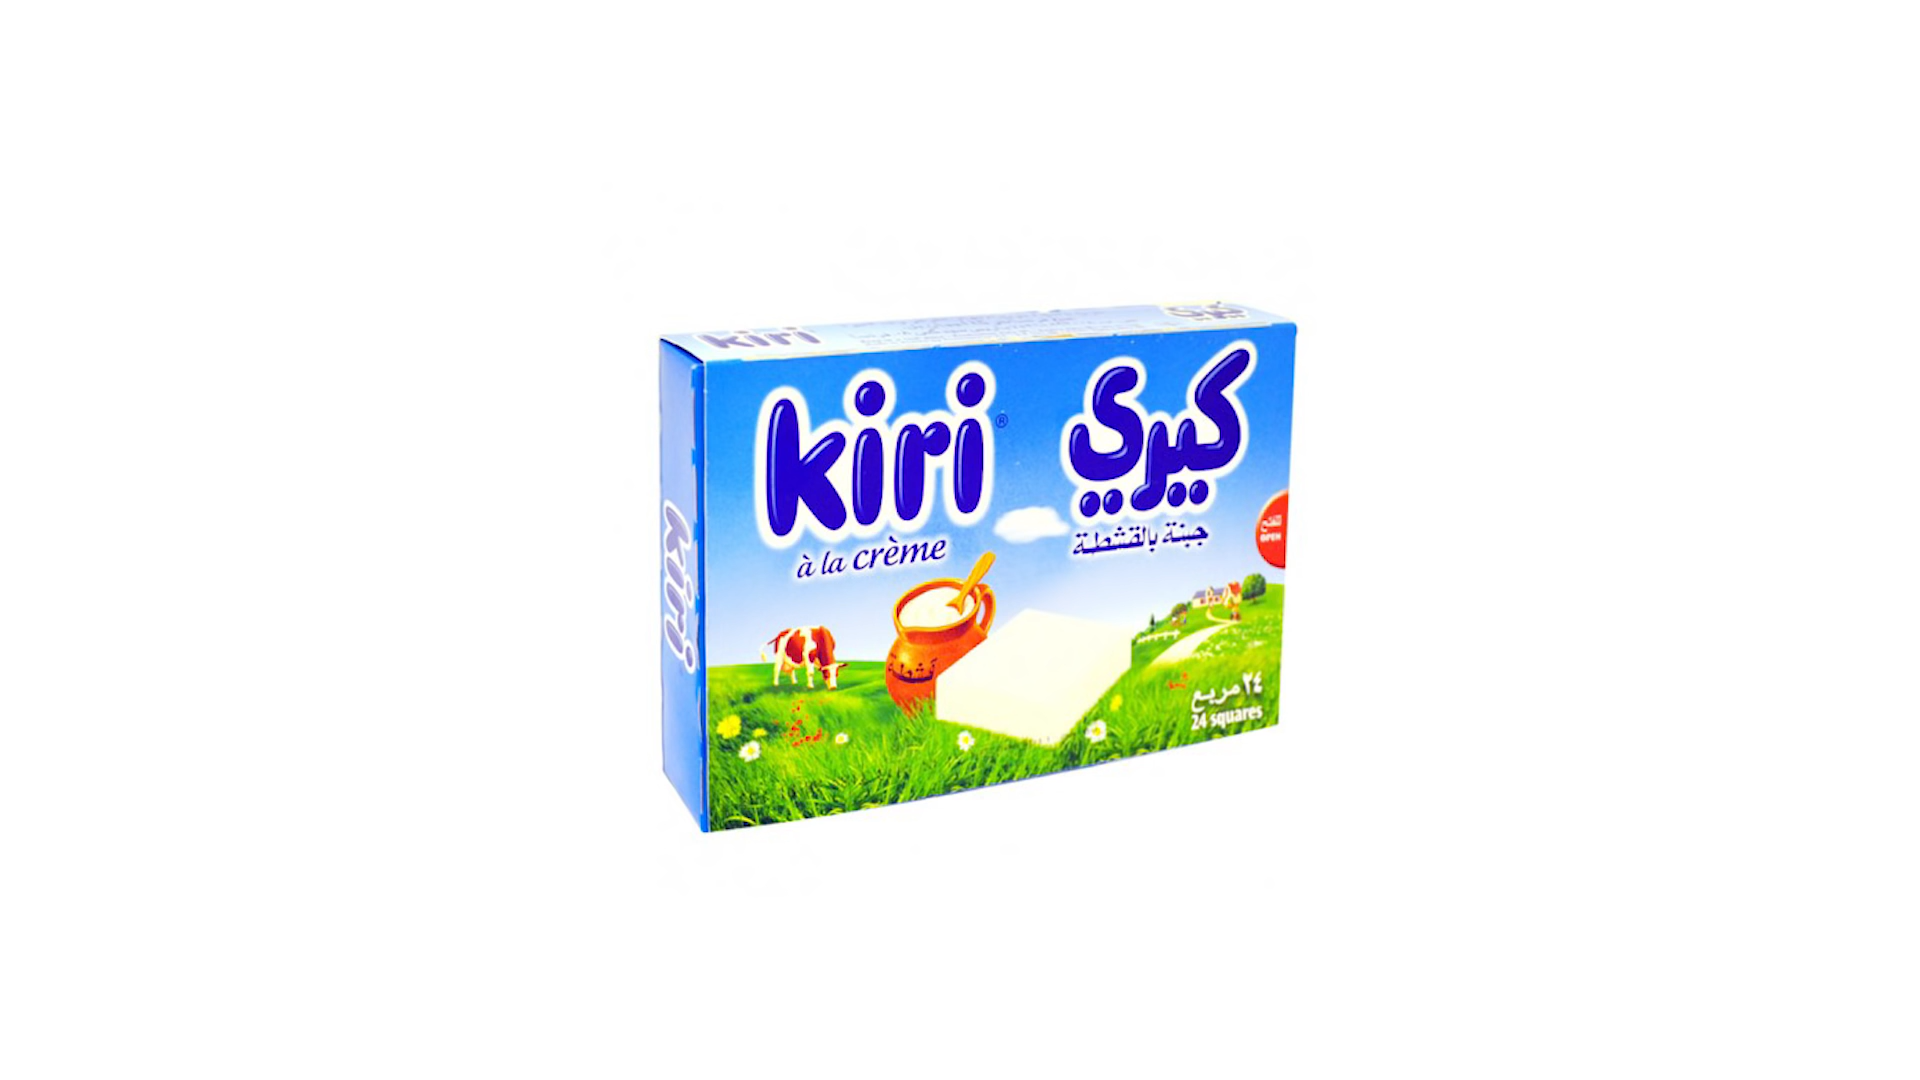 kiri
كيري
kiri®
كيري
à la crème
جبنة بالقشطة
للفتح
OPEN
قشطة
٢٤ مربع
24 squares
kiri